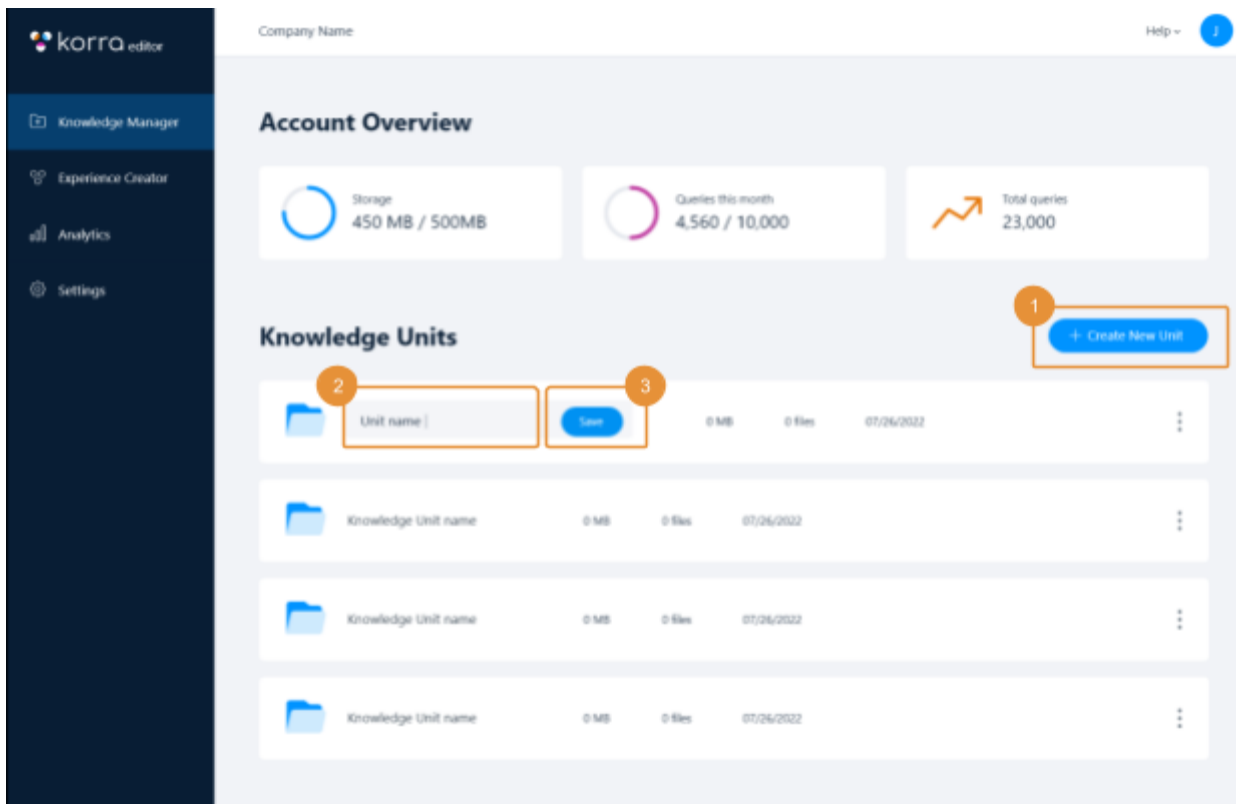 korra editor
Company Name
Help
J
Knowledge Manager
Experience Creator
Analytics
Settings
Account Overview
Storage
450 MB / 500MB
Queries this month
4,560 / 10,000
Total queries
23,000
1
Knowledge Units
+ Create New Unit
2
3
Unit name
Save
0 MB
0 files
07/26/2022
Knowledge Unit name
0 MB
0 files
07/26/2022
Knowledge Unit name
0 MB
0 files
07/26/2022
Knowledge Unit name
0 MB
0 files
07/26/2022